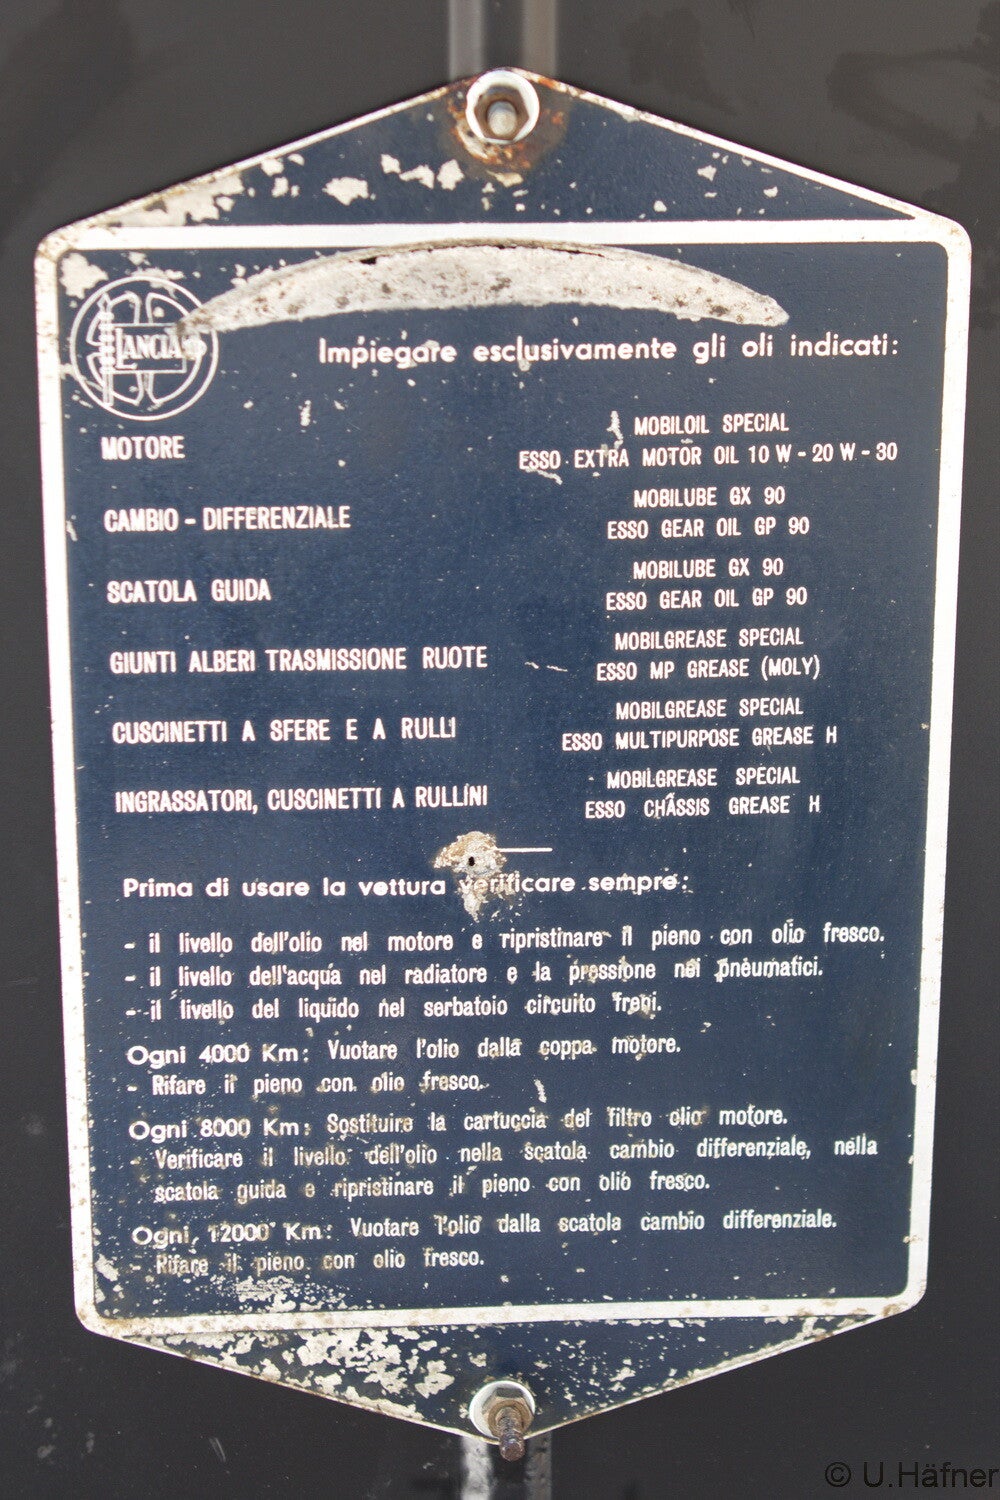 LANCIA
Impiegare esclusivamente gli oli indicati:
MOTORE
MOBILOIL SPECIAL
ESSO EXTRA MOTOR OIL 10 W - 20 W - 30
CAMBIO - DIFFERENZIALE
MOBILUBE GX 90
ESSO GEAR OIL GP 90
SCATOLA GUIDA
MOBILUBE GX 90
ESSO GEAR OIL GP 90
GIUNTI ALBERI TRASMISSIONE RUOTE
MOBILGREASE SPECIAL
ESSO MP GREASE (MOLY)
CUSCINETTI A SFERE E A RULLI
MOBILGREASE SPECIAL
ESSO MULTIPURPOSE GREASE H
INGRASSATORI, CUSCINETTI A RULLINI
MOBILGREASE SPECIAL
ESSO CHASSIS GREASE H
Prima di usare la vettura verificare sempre:
- il livello dell'olio nel motore e ripristinare il pieno con olio fresco.
- il livello dell'acqua nel radiatore e la pressione nei pneumatici.
- il livello del liquido nel serbatoio circuito freni.
Ogni 4000 Km: Vuotare l'olio dalla coppa motore.
- Rifare il pieno con olio fresco.
Ogni 8000 Km: Sostituire la cartuccia del filtro olio motore.
- Verificare il livello dell'olio nella scatola cambio differenziale, nella
scatola guida e ripristinare il pieno con olio fresco.
Ogni 12000 Km: Vuotare l'olio dalla scatola cambio differenziale.
- Rifare il pieno con olio fresco.
© U.Häfner